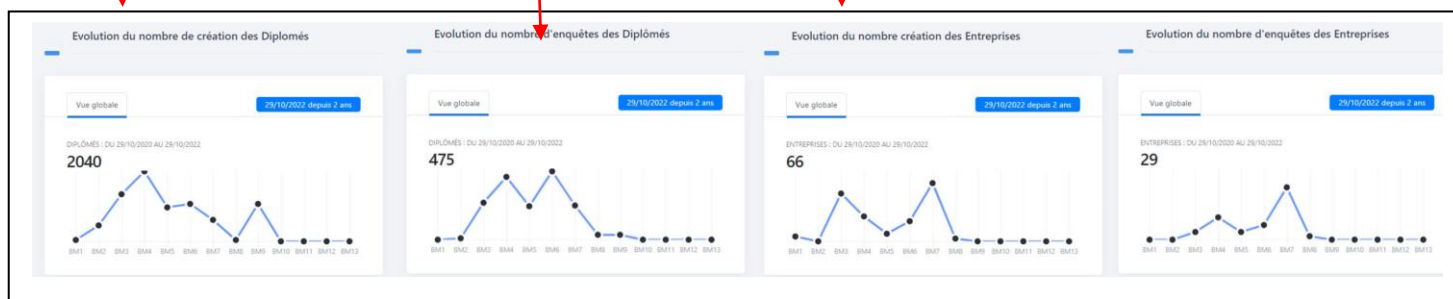 Evolution du nombre de création des Diplomés
Vue globale
29/10/2022 depuis 2 ans
DIPLÔMÉS : DU 29/10/2020 AU 29/10/2022
2040
BM1 BM2 BM3 BM4 BM5 BM6 BM7 BM8 BM9 BM10 BM11 BM12 BM13
Evolution du nombre d'enquêtes des Diplômés
Vue globale
29/10/2022 depuis 2 ans
DIPLÔMÉS : DU 29/10/2020 AU 29/10/2022
475
BM1 BM2 BM3 BM4 BM5 BM6 BM7 BM8 BM9 BM10 BM11 BM12 BM13
Evolution du nombre création des Entreprises
Vue globale
29/10/2022 depuis 2 ans
ENTREPRISES : DU 29/10/2020 AU 29/10/2022
66
BM1 BM2 BM3 BM4 BM5 BM6 BM7 BM8 BM9 BM10 BM11 BM12 BM13
Evolution du nombre d'enquêtes des Entreprises
Vue globale
29/10/2022 depuis 2 ans
ENTREPRISES : DU 29/10/2020 AU 29/10/2022
29
BM1 BM2 BM3 BM4 BM5 BM6 BM7 BM8 BM9 BM10 BM11 BM12 BM13